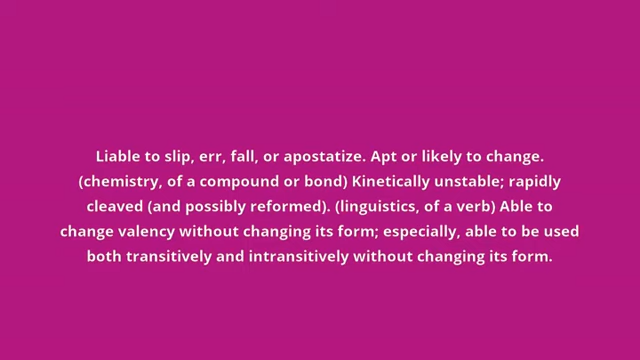 Liable to slip, err, fall, or apostatize. Apt or likely to change.
(chemistry, of a compound or bond) Kinetically unstable; rapidly
cleaved (and possibly reformed). (linguistics, of a verb) Able to
change valency without changing its form; especially, able to be used
both transitively and intransitively without changing its form.